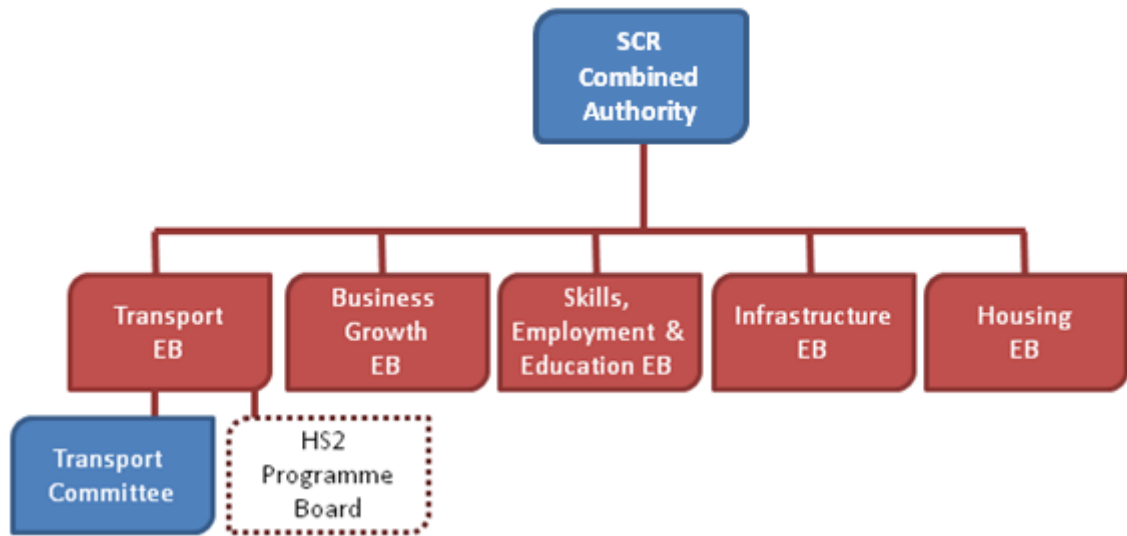 SCR
Combined
Authority
Transport
EB
Business
Growth
EB
Skills,
Employment &
Education EB
Infrastructure
EB
Housing
EB
Transport
Committee
HS2
Programme
Board